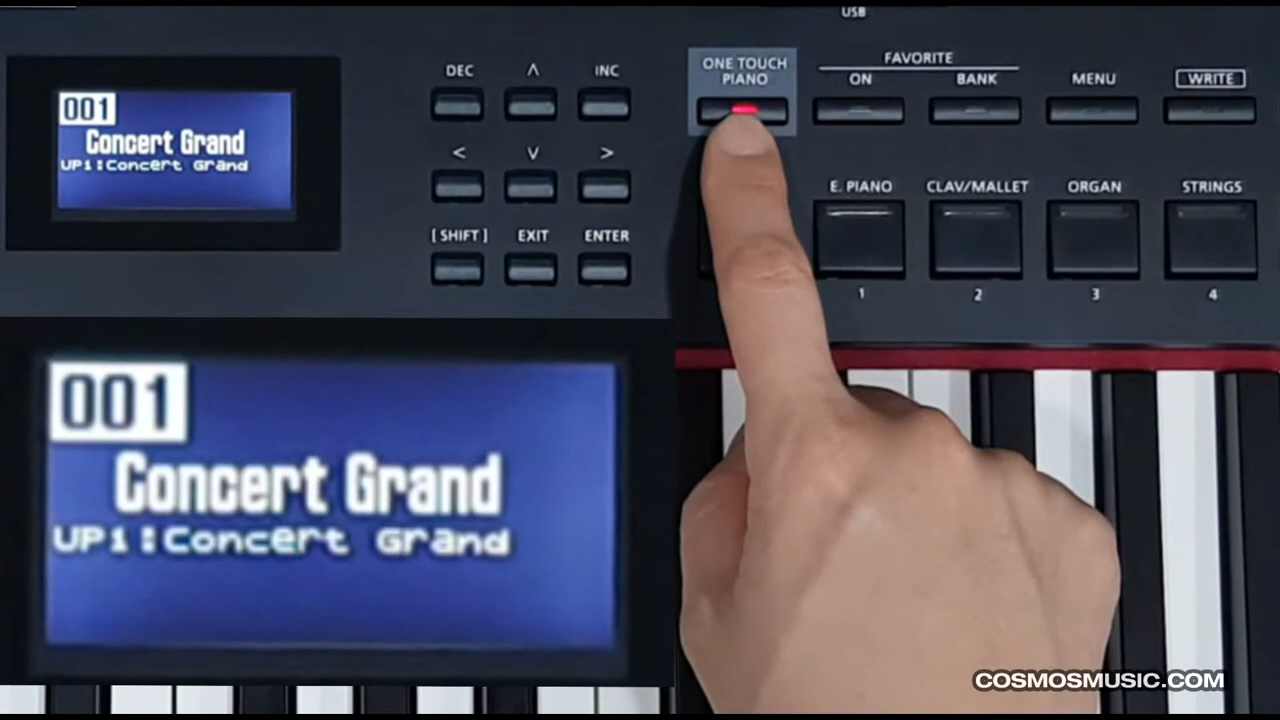 USB
001
Concert Grand
UP1:Concert Grand
DEC
∧
INC
<
∨
>
[ SHIFT ]
EXIT
ENTER
ONE TOUCH
PIANO
FAVORITE
ON
BANK
MENU
WRITE
E. PIANO
CLAV/MALLET
ORGAN
STRINGS
1
2
3
4
001
Concert Grand
UP1:Concert Grand
COSMOSMUSIC.COM